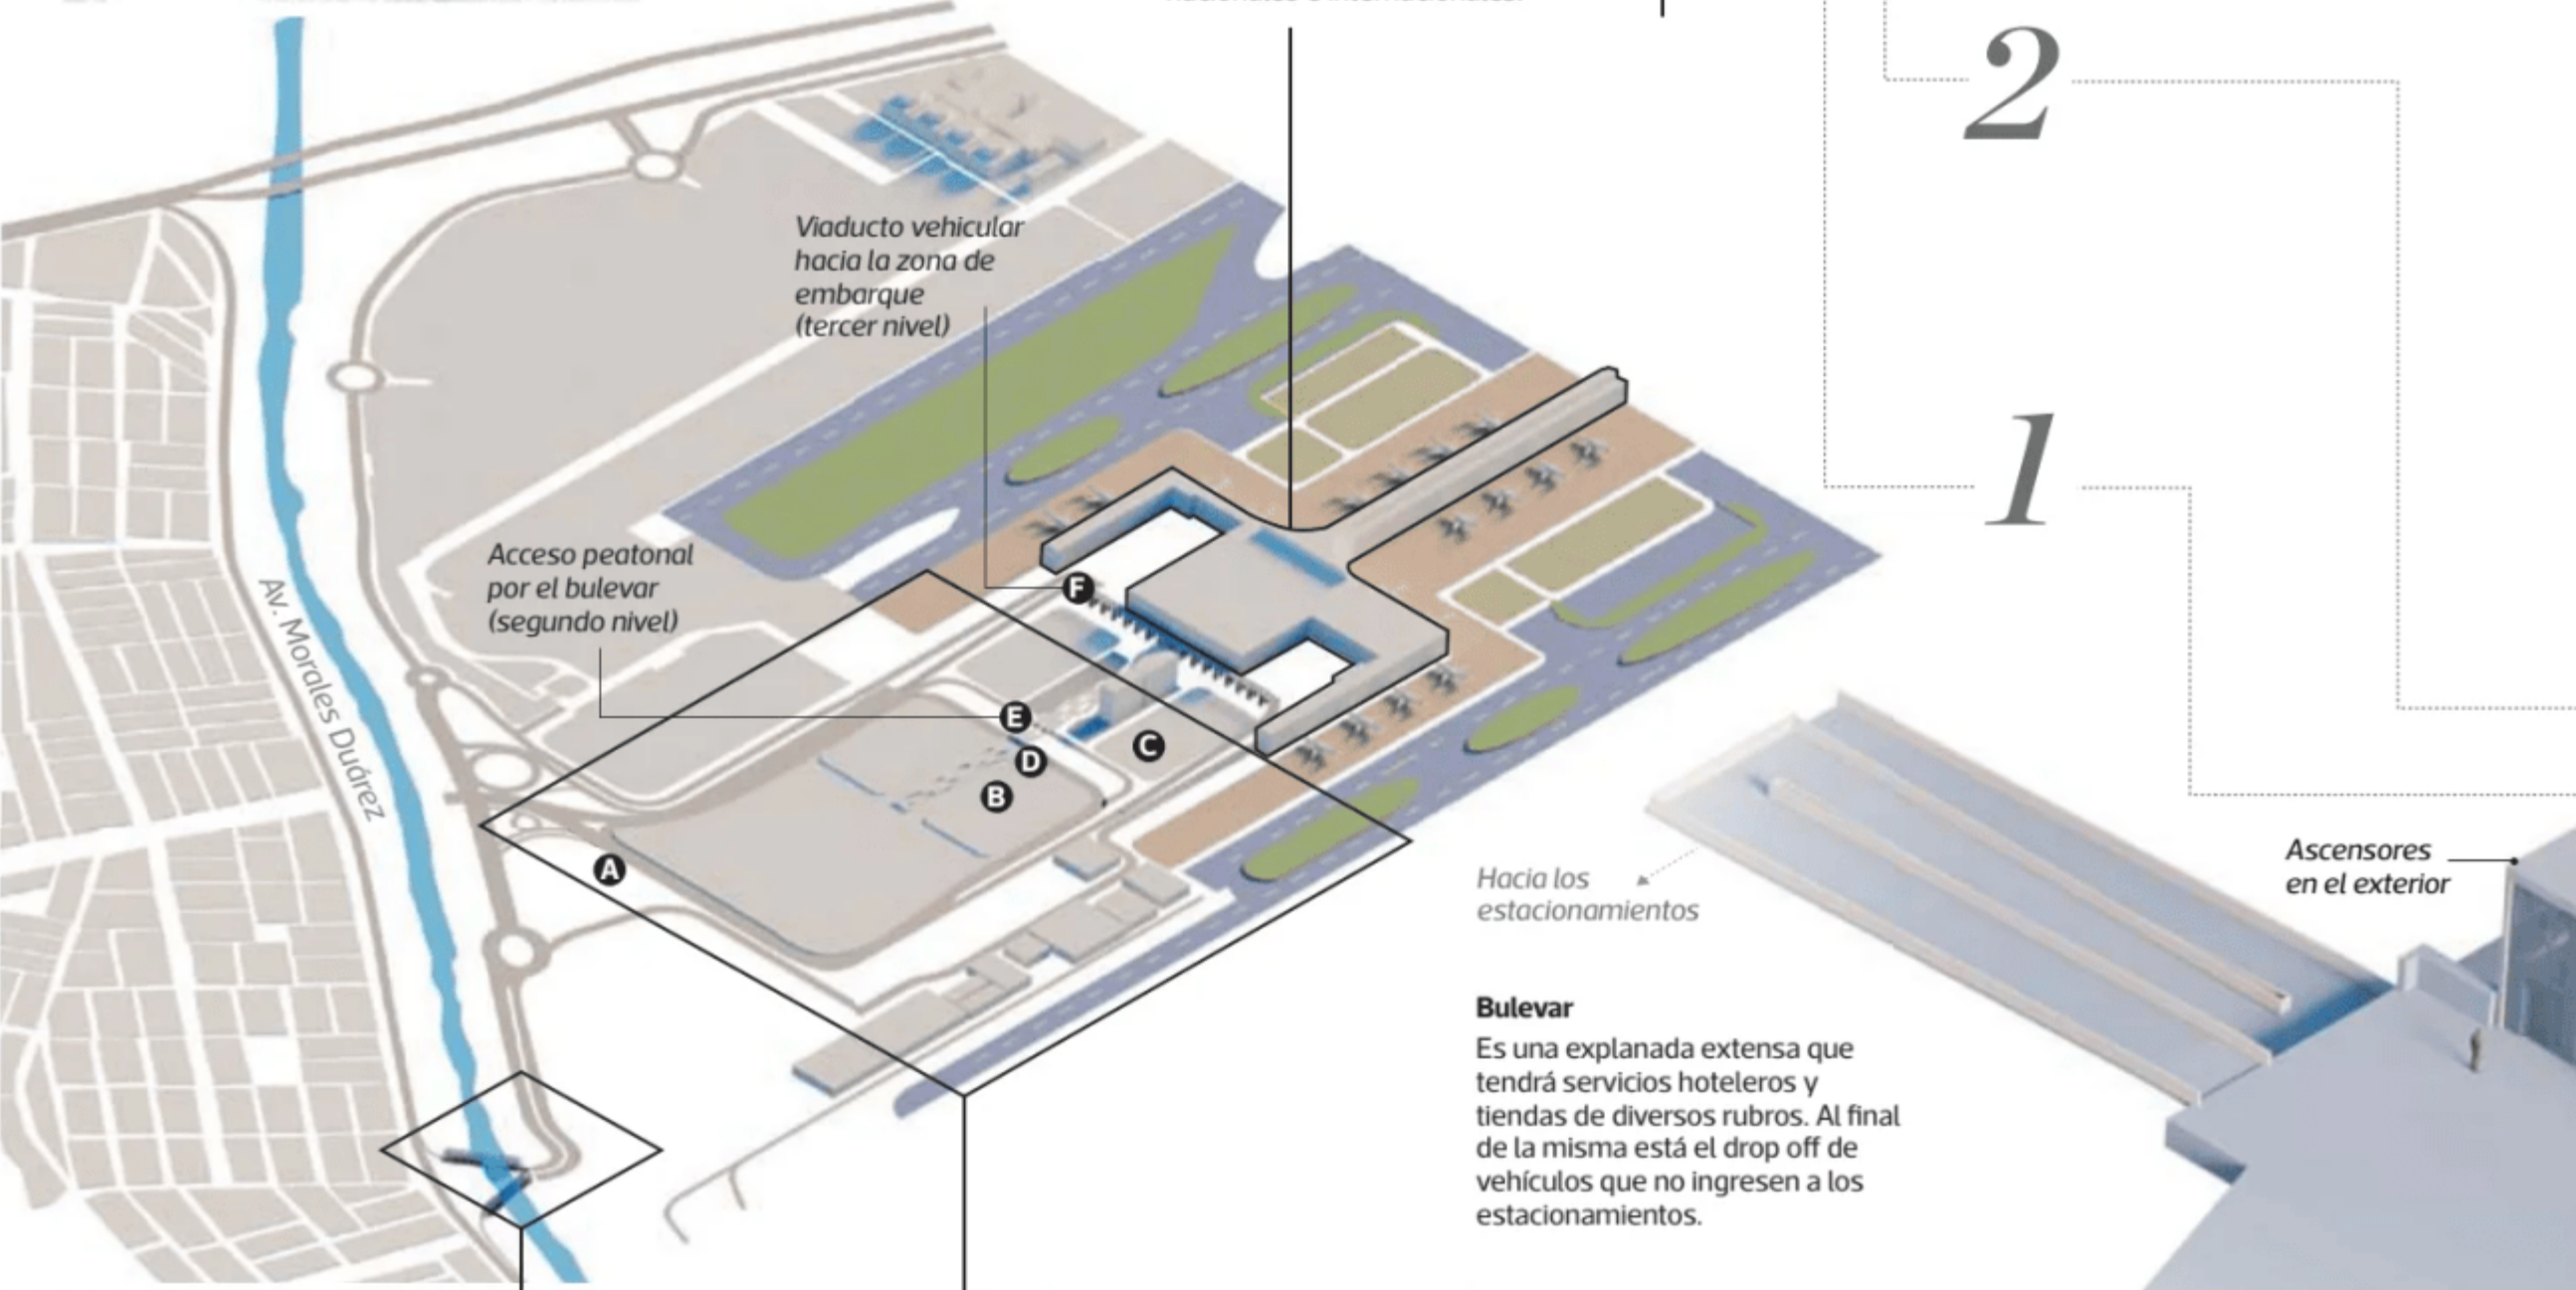 2
Viaducto vehicular
hacia la zona de
embarque
(tercer nivel)
1
Acceso peatonal
por el bulevar
(segundo nivel)
Av. Morales Duárez
F
E
C
D
B
A
Ascensores
en el exterior
Hacia los
estacionamientos
Bulevar
Es una explanada extensa que
tendrá servicios hoteleros y
tiendas de diversos rubros. Al final
de la misma está el drop off de
vehículos que no ingresen a los
estacionamientos.